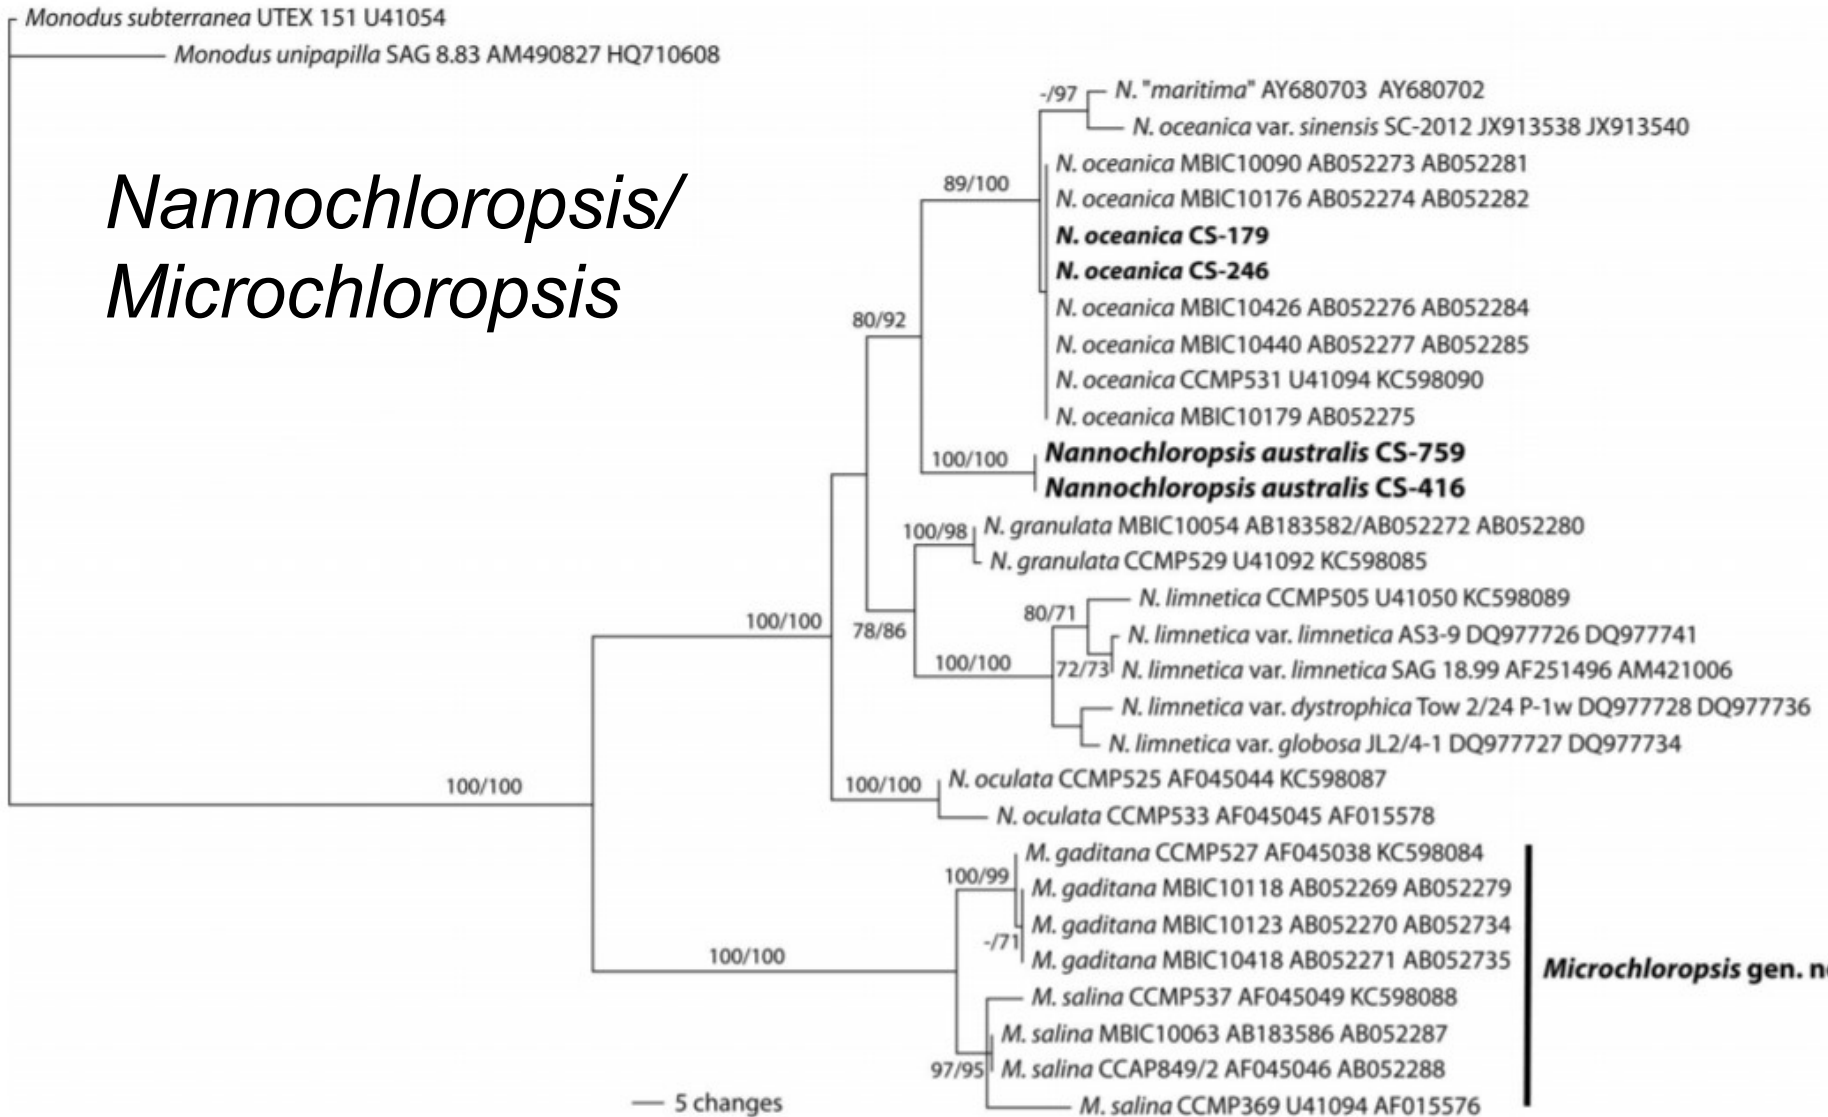 Monodus subterranea UTEX 151 U41054
Monodus unipapilla SAG 8.83 AM490827 HQ710608
Nannochloropsis/
Microchloropsis
-/97
N. "maritima" AY680703 AY680702
N. oceanica var. sinensis SC-2012 JX913538 JX913540
N. oceanica MBIC10090 AB052273 AB052281
89/100
N. oceanica MBIC10176 AB052274 AB052282
N. oceanica CS-179
N. oceanica CS-246
N. oceanica MBIC10426 AB052276 AB052284
80/92
N. oceanica MBIC10440 AB052277 AB052285
N. oceanica CCMP531 U41094 KC598090
N. oceanica MBIC10179 AB052275
100/100
Nannochloropsis australis CS-759
Nannochloropsis australis CS-416
100/98
N. granulata MBIC10054 AB183582/AB052272 AB052280
N. granulata CCMP529 U41092 KC598085
N. limnetica CCMP505 U41050 KC598089
80/71
100/100
78/86
N. limnetica var. limnetica AS3-9 DQ977726 DQ977741
100/100
72/73
N. limnetica var. limnetica SAG 18.99 AF251496 AM421006
N. limnetica var. dystrophica Tow 2/24 P-1w DQ977728 DQ977736
N. limnetica var. globosa JL2/4-1 DQ977727 DQ977734
100/100
100/100
N. oculata CCMP525 AF045044 KC598087
N. oculata CCMP533 AF045045 AF015578
M. gaditana CCMP527 AF045038 KC598084
100/99
M. gaditana MBIC10118 AB052269 AB052279
M. gaditana MBIC10123 AB052270 AB052734
-/71
100/100
M. gaditana MBIC10418 AB052271 AB052735
Microchloropsis gen.
M. salina CCMP537 AF045049 KC598088
M. salina MBIC10063 AB183586 AB052287
97/95
M. salina CCAP849/2 AF045046 AB052288
5 changes
M. salina CCMP369 U41094 AF015576